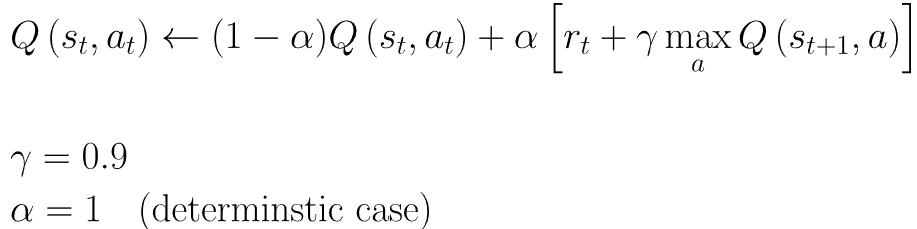 Q (s_t, a_t) ← (1 − α)Q (s_t, a_t) + α [r_t + γ max_a Q (s_{t+1}, a)]
γ = 0.9
α = 1 (determinstic case)